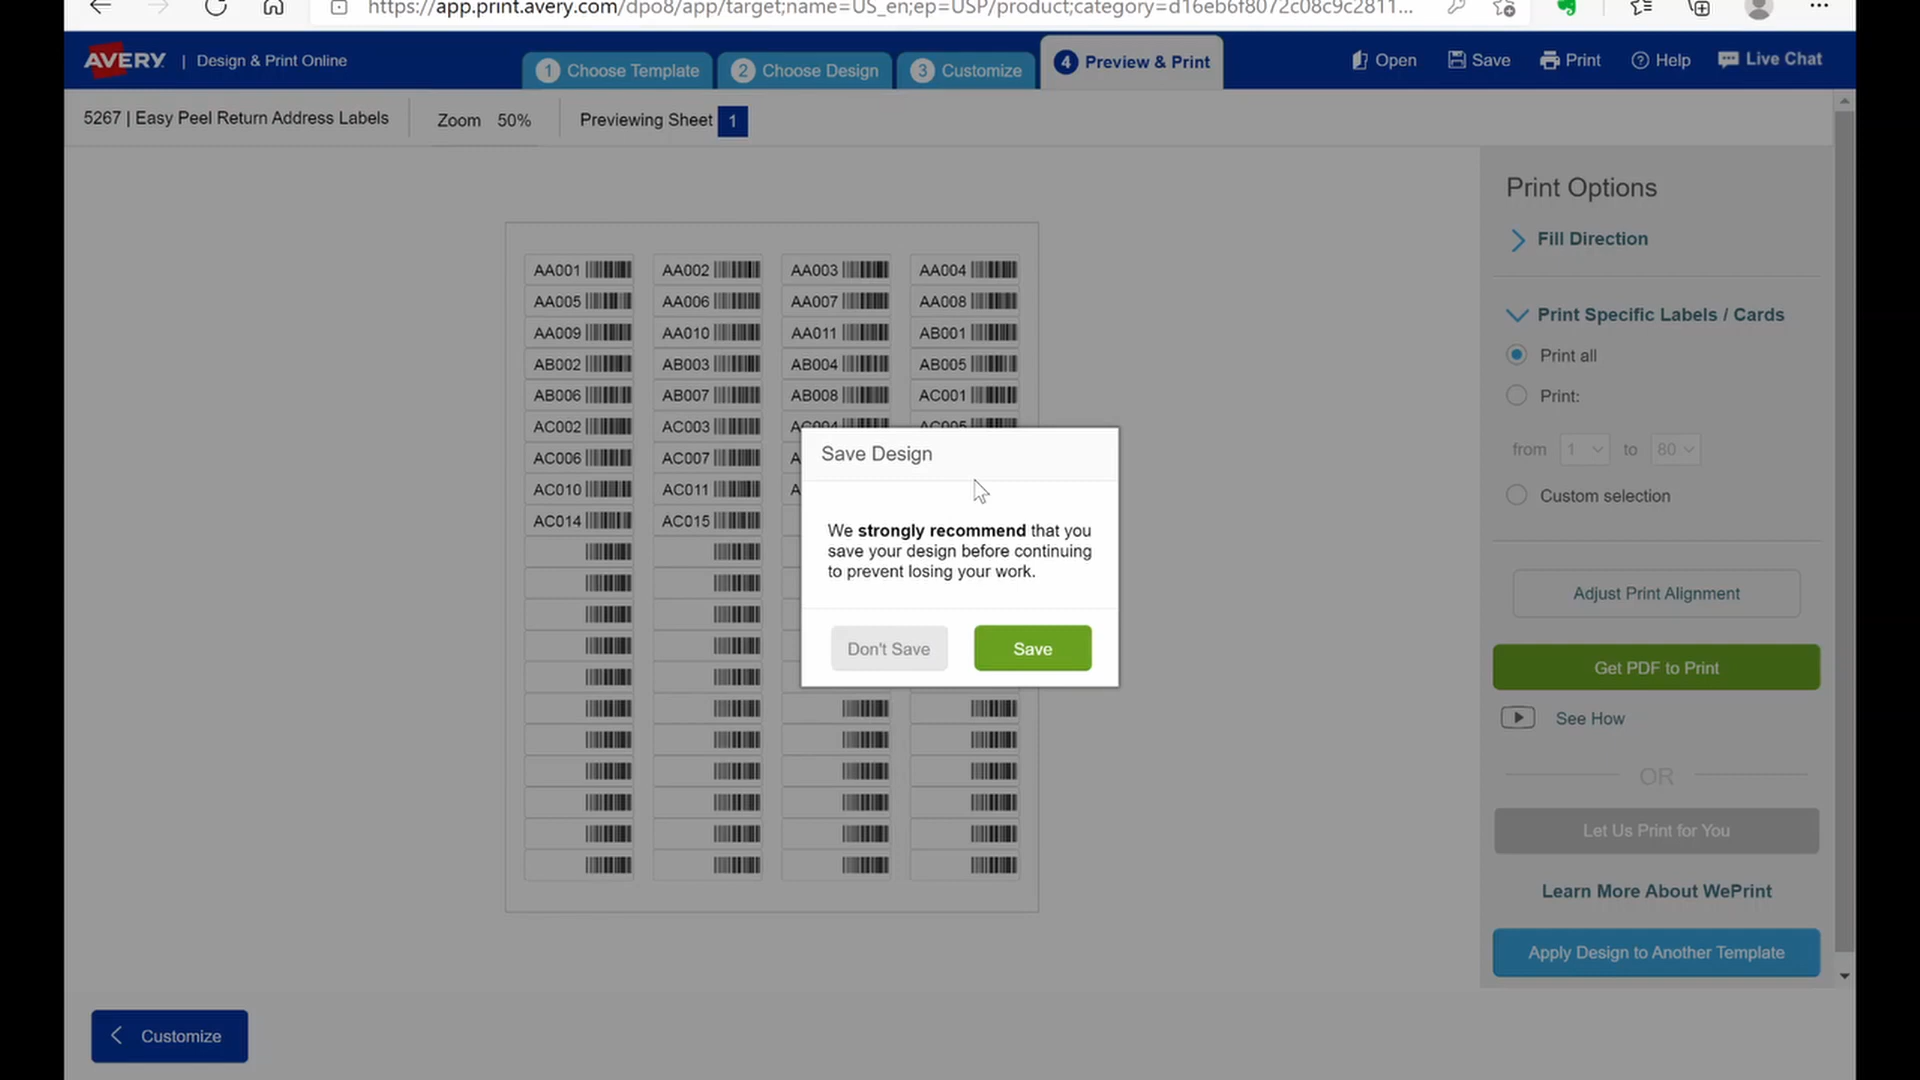 https://app.print.avery.com/dpo8/app/target;name=US_en;ep=USP/product;category=d16eb6f8072c08c9c2811...
AVERY | Design & Print Online
1 Choose Template
2 Choose Design
3 Customize
4 Preview & Print
Open
Save
Print
Help
Live Chat
5267 | Easy Peel Return Address Labels
Zoom 50%
Previewing Sheet 1
AA001 AA002 AA003 AA004
AA005 AA006 AA007 AA008
AA009 AA010 AA011 AB001
AB002 AB003 AB004 AB005
AB006 AB007 AB008 AC001
AC002 AC003 AC004 AC005
AC006 AC007 A
AC010 AC011 A
AC014 AC015
Save Design
We strongly recommend that you
save your design before continuing
to prevent losing your work.
Don't Save
Save
Print Options
Fill Direction
Print Specific Labels / Cards
Print all
Print:
from 1 to 80
Custom selection
Adjust Print Alignment
Get PDF to Print
See How
OR
Let Us Print for You
Learn More About WePrint
Apply Design to Another Template
Customize